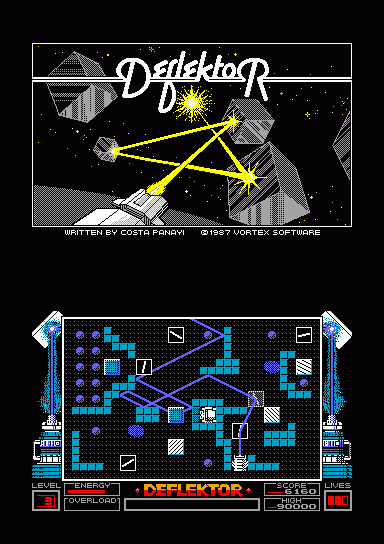 DEFLEKTOR
WRITTEN BY COSTA PANAYI ©1987 VORTEX SOFTWARE
LEVEL ENERGY DEFLEKTOR SCORE LIVES
3 6160
OVERLOAD HIGH
90000